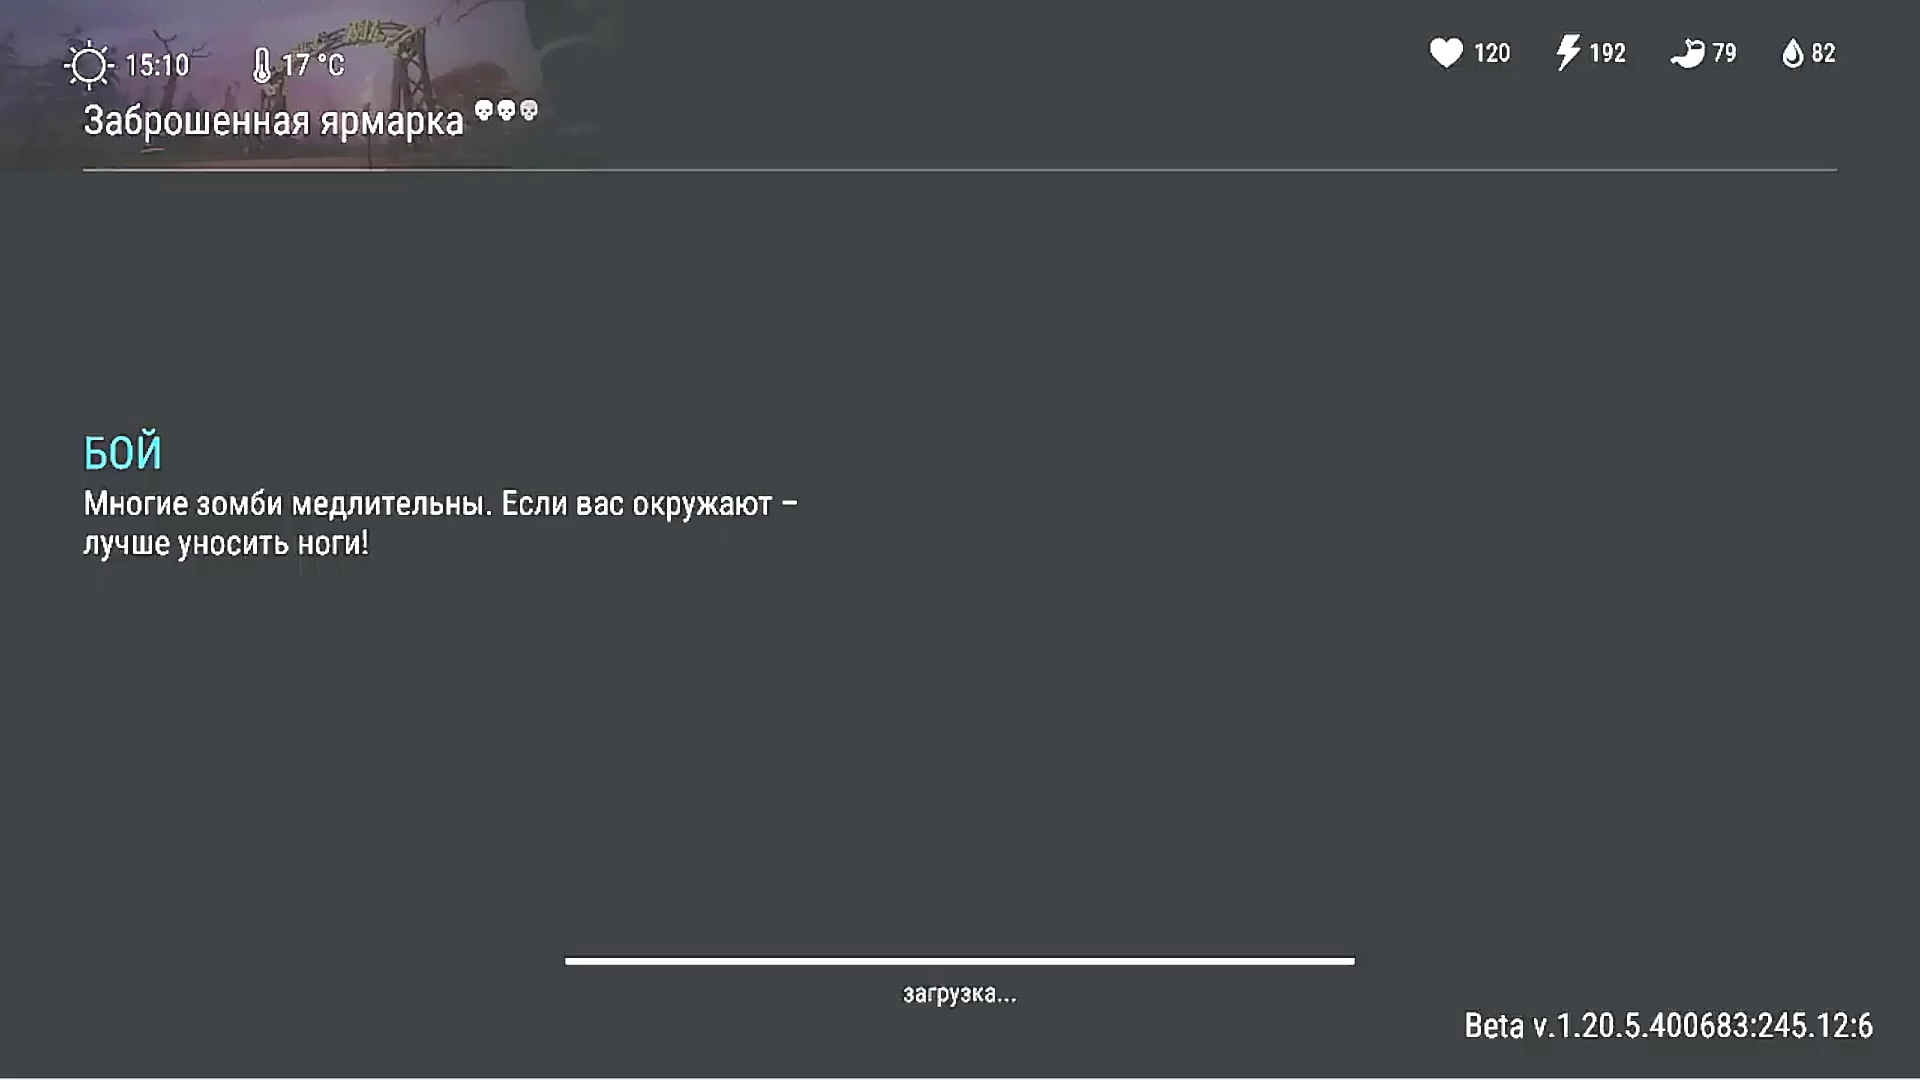 15:10 17 °C 120 192 79 82
Заброшенная ярмарка
БОЙ
Многие зомби медлительны. Если вас окружают –
лучше уносить ноги!
загрузка...
Beta v.1.20.5.400683:245.12:6